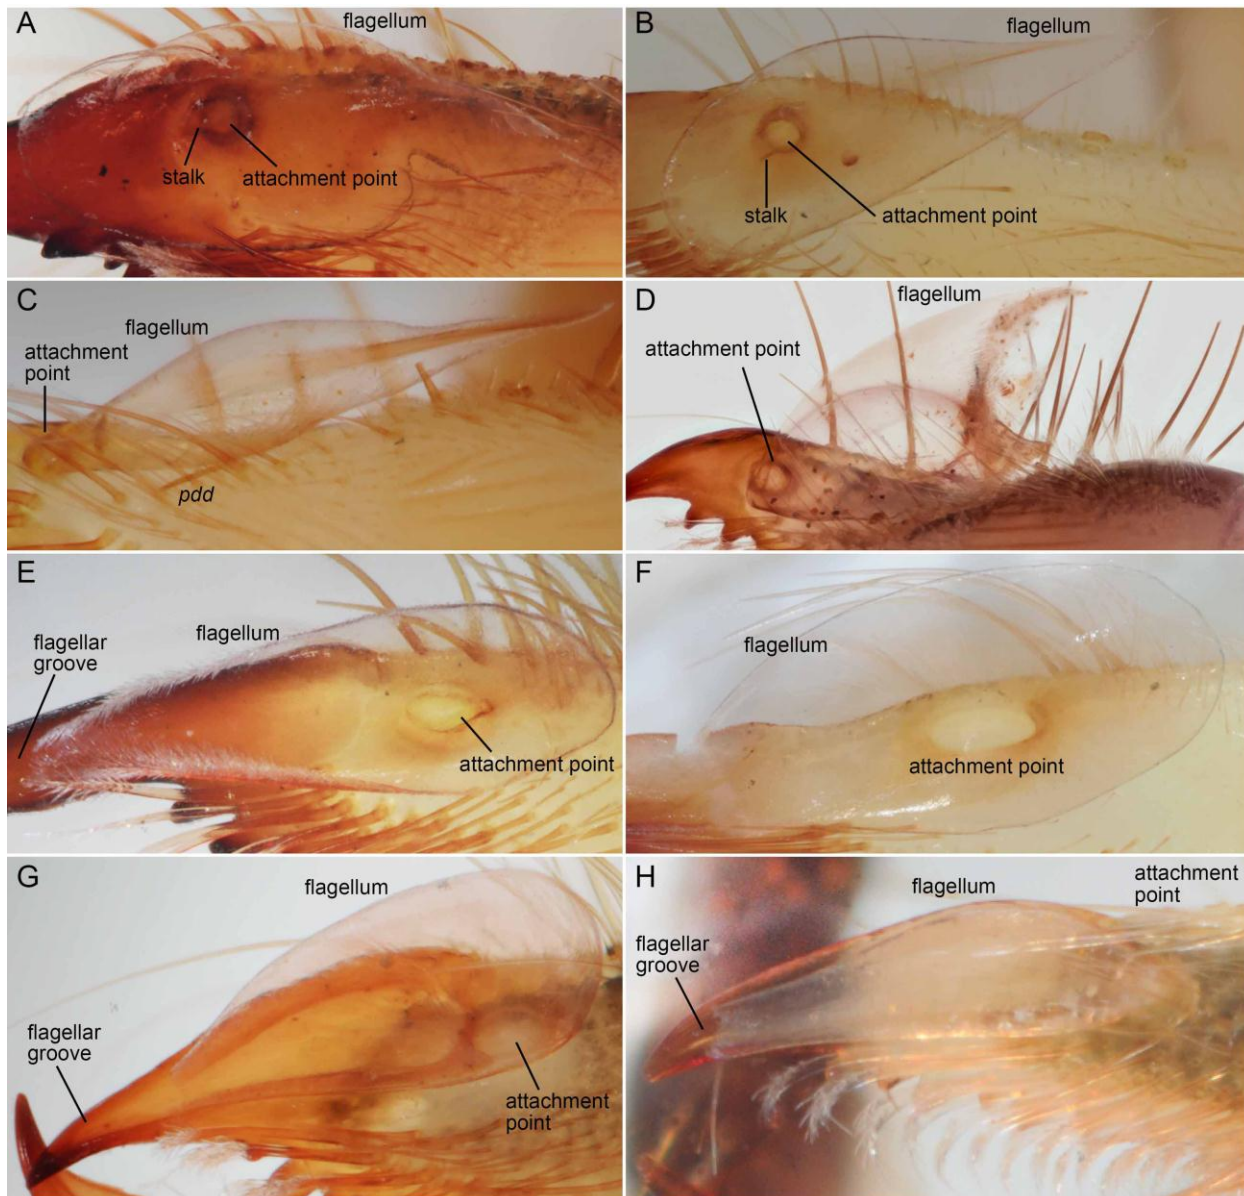 A
flagellum
stalk
attachment point
B
flagellum
stalk
attachment point
C
flagellum
attachment
point
pdd
D
flagellum
attachment point
E
flagellum
flagellar
groove
attachment point
F
flagellum
attachment point
G
flagellum
flagellar
groove
attachment
point
H
flagellum
attachment
point
flagellar
groove